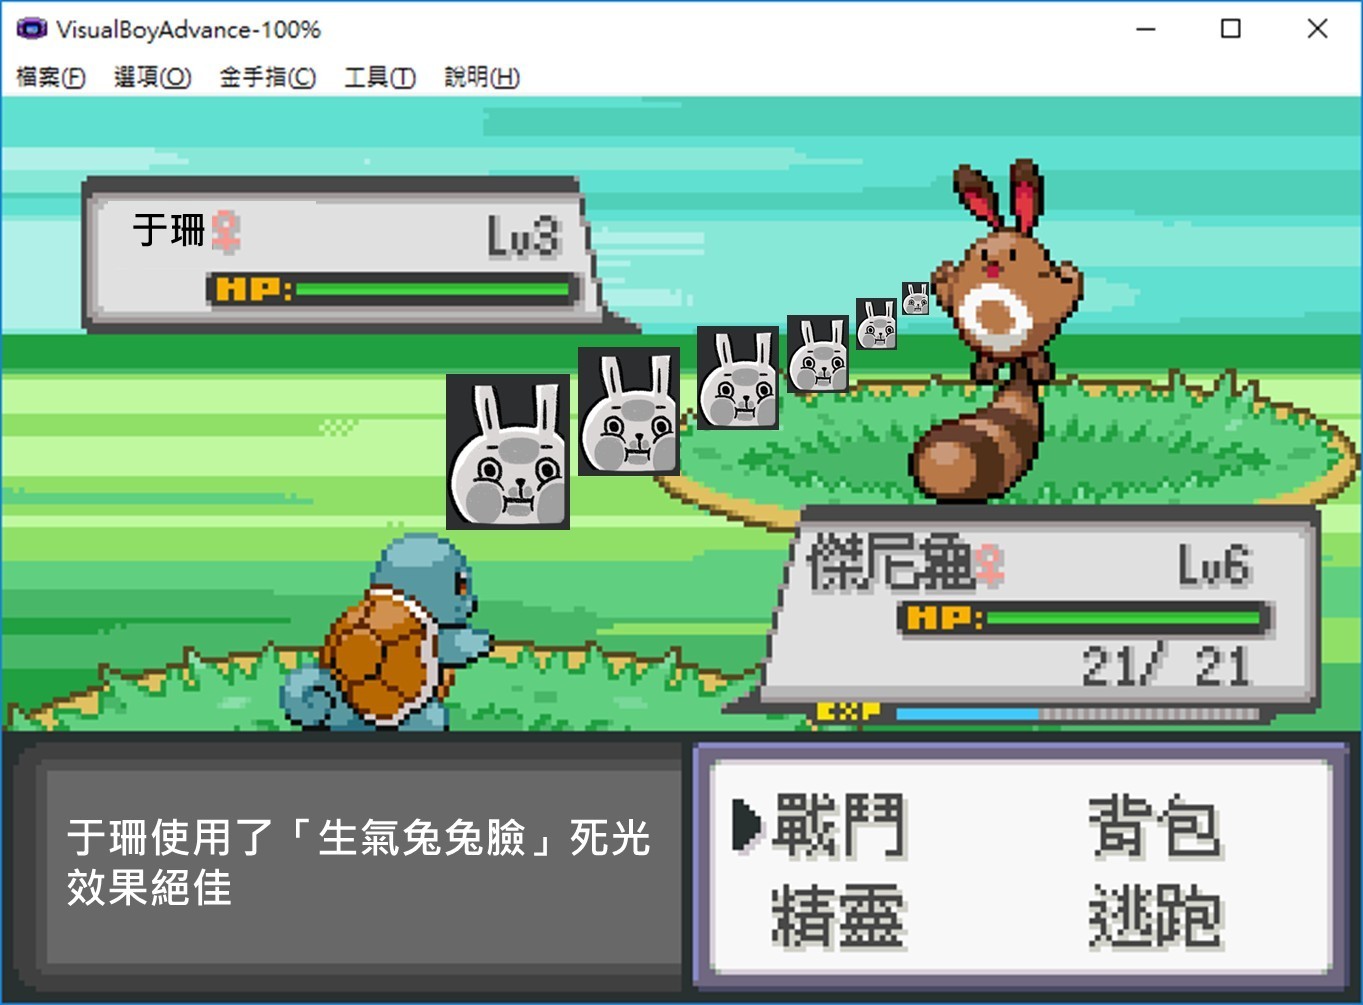 VisualBoyAdvance-100%
檔案(F) 選項(O) 金手指(C) 工具(T) 說明(H)
于珊♀ Lv3
HP:
傑尼龜♀ Lv6
HP:
21/ 21
EXP
于珊使用了「生氣兔兔臉」死光
效果絕佳
戰鬥 背包
精靈 逃跑